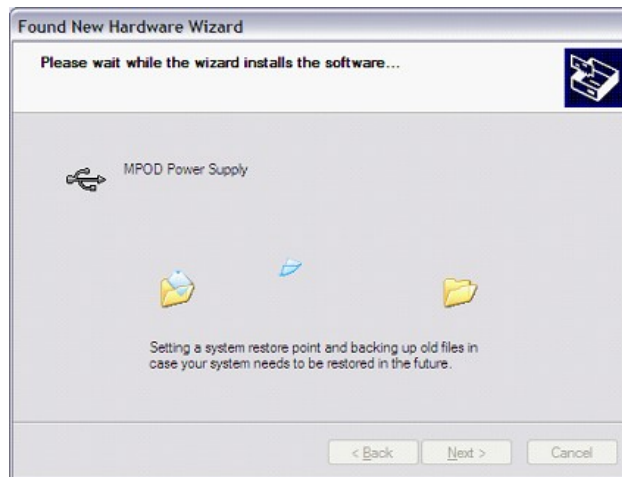 Found New Hardware Wizard
Please wait while the wizard installs the software...
MPOD Power Supply
Setting a system restore point and backing up old files in
case your system needs to be restored in the future.
< Back
Next >
Cancel